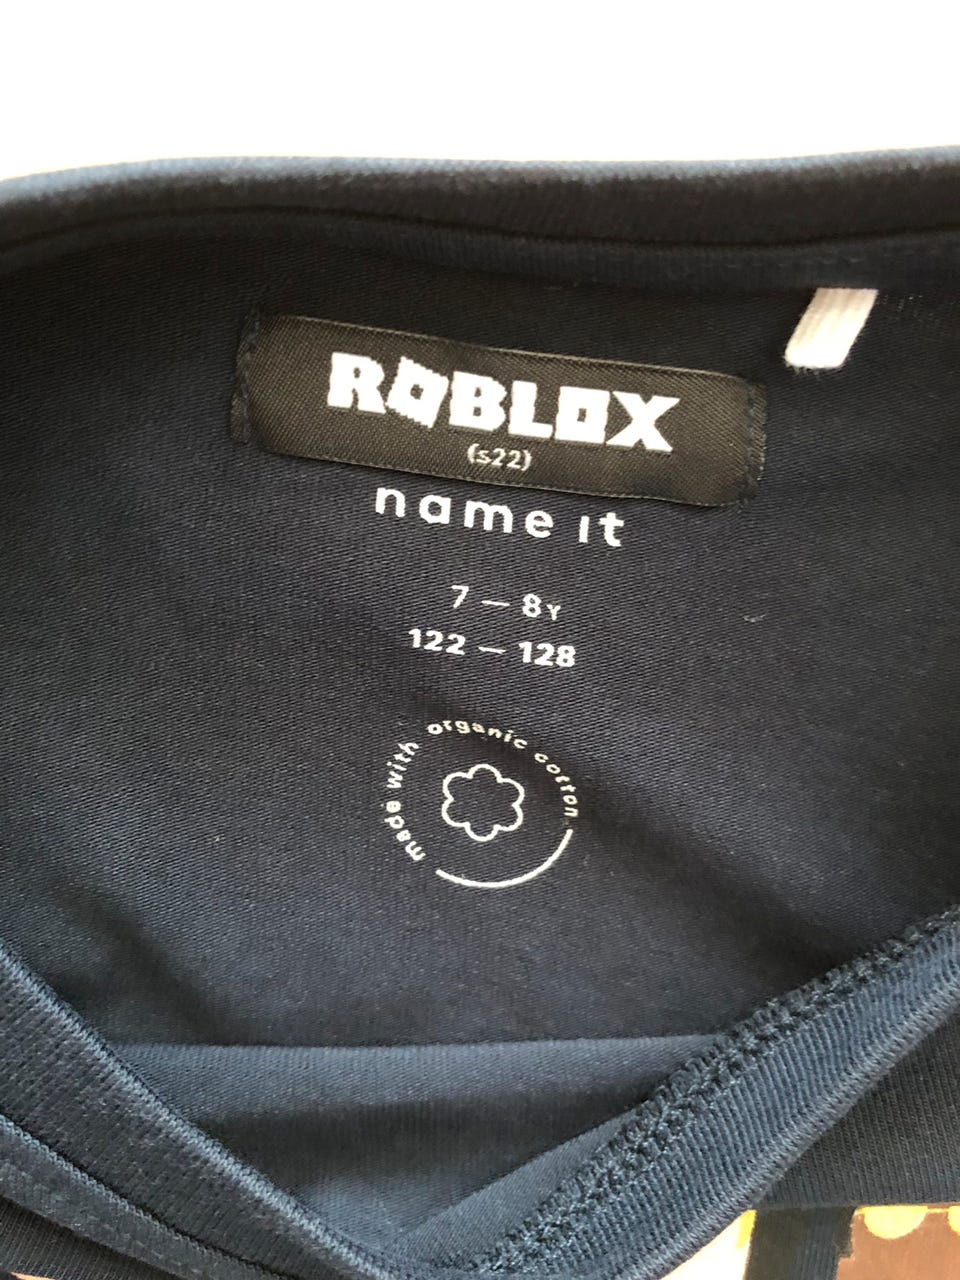 ROBLOX
(s22)
name it
7 – 8Y
122 – 128
made with organic cotton